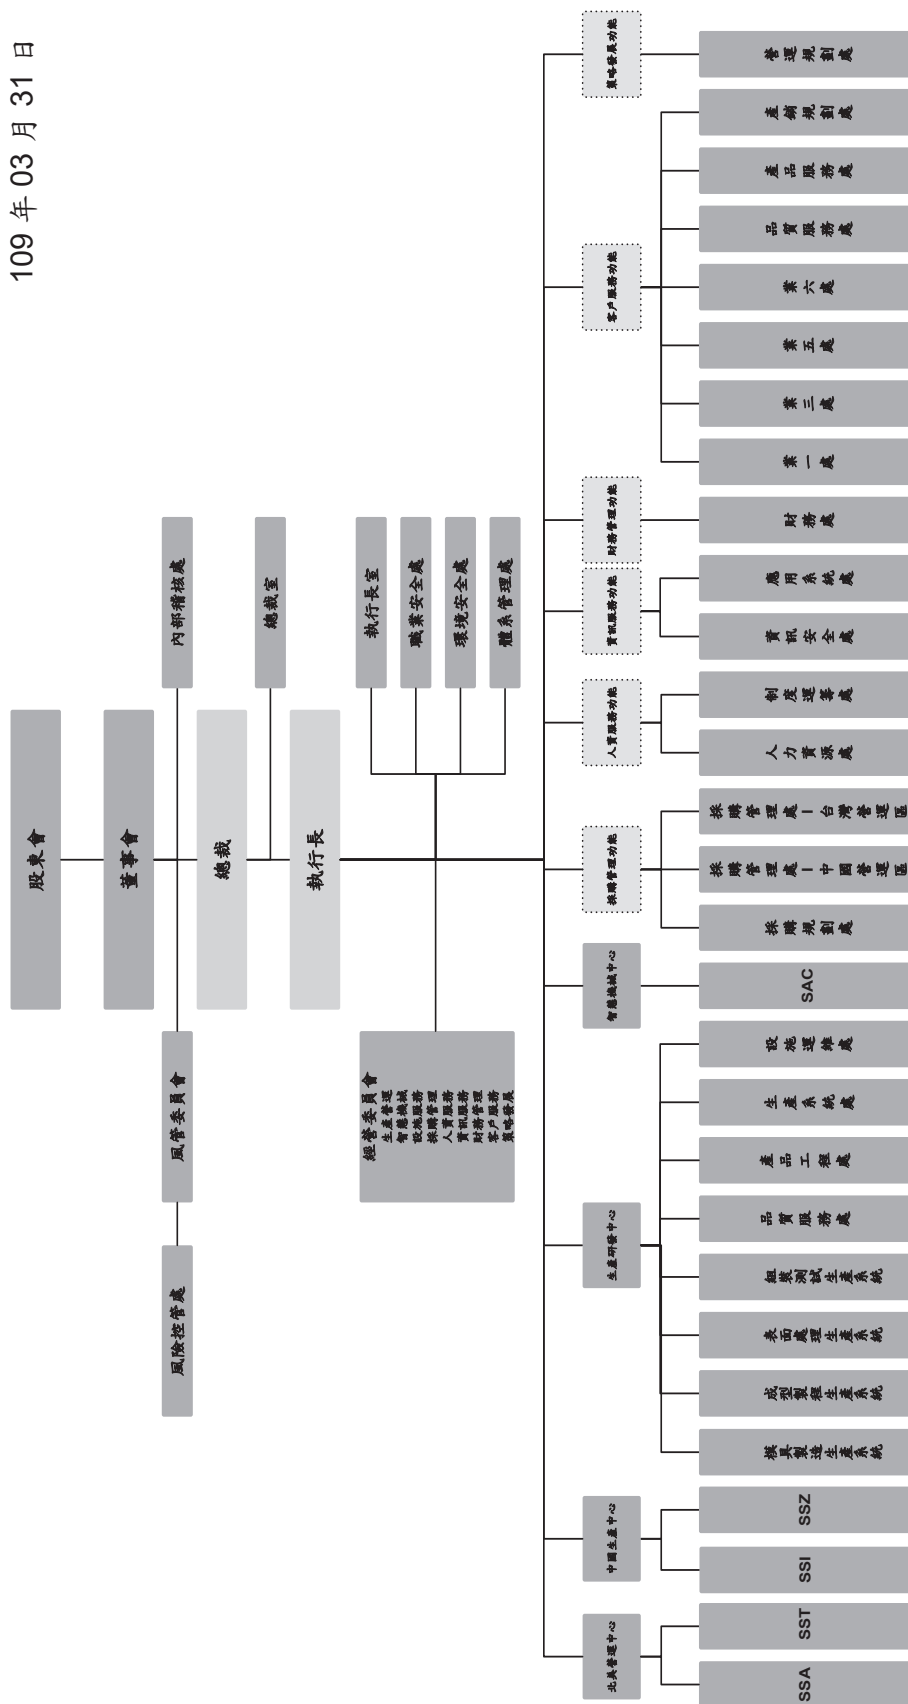 109 年 03 月 31 日
股東會
董事會
風險控管處
風管委員會
內部稽核處
總裁
總裁室
執行長
執行長室
職業安全處
環境安全處
體系管理處
經營委員會
生產營運
智慧機械
設施服務
採購管理
人資服務
資訊服務
財務管理
客戶服務
策略發展
北美營運中心
中國生產中心
生產研發中心
智慧機械中心
採購管理功能
人資服務功能
資訊服務功能
財務管理功能
客戶服務功能
策略發展功能
SSA
SST
SSI
SSZ
模具製造生產系統
成型製程生產系統
表面處理生產系統
組裝測試生產系統
品質服務處
產品工程處
生產系統處
設施運維處
SAC
採購規劃處
採購管理處－中國營運區
採購管理處－台灣營運區
人力資源處
制度運籌處
資訊安全處
應用系統處
財務處
業一處
業三處
業五處
業六處
品質服務處
產品服務處
產銷規劃處
營運規劃處